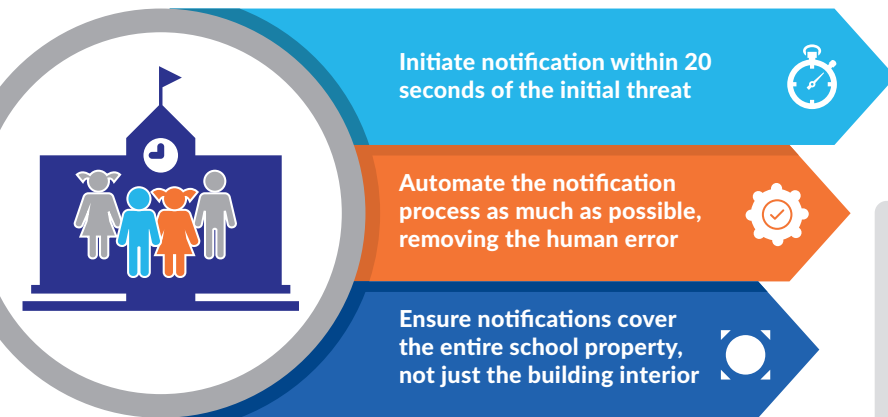 Initiate notification within 20
seconds of the initial threat
Automate the notification
process as much as possible,
removing the human error
Ensure notifications cover
the entire school property,
not just the building interior